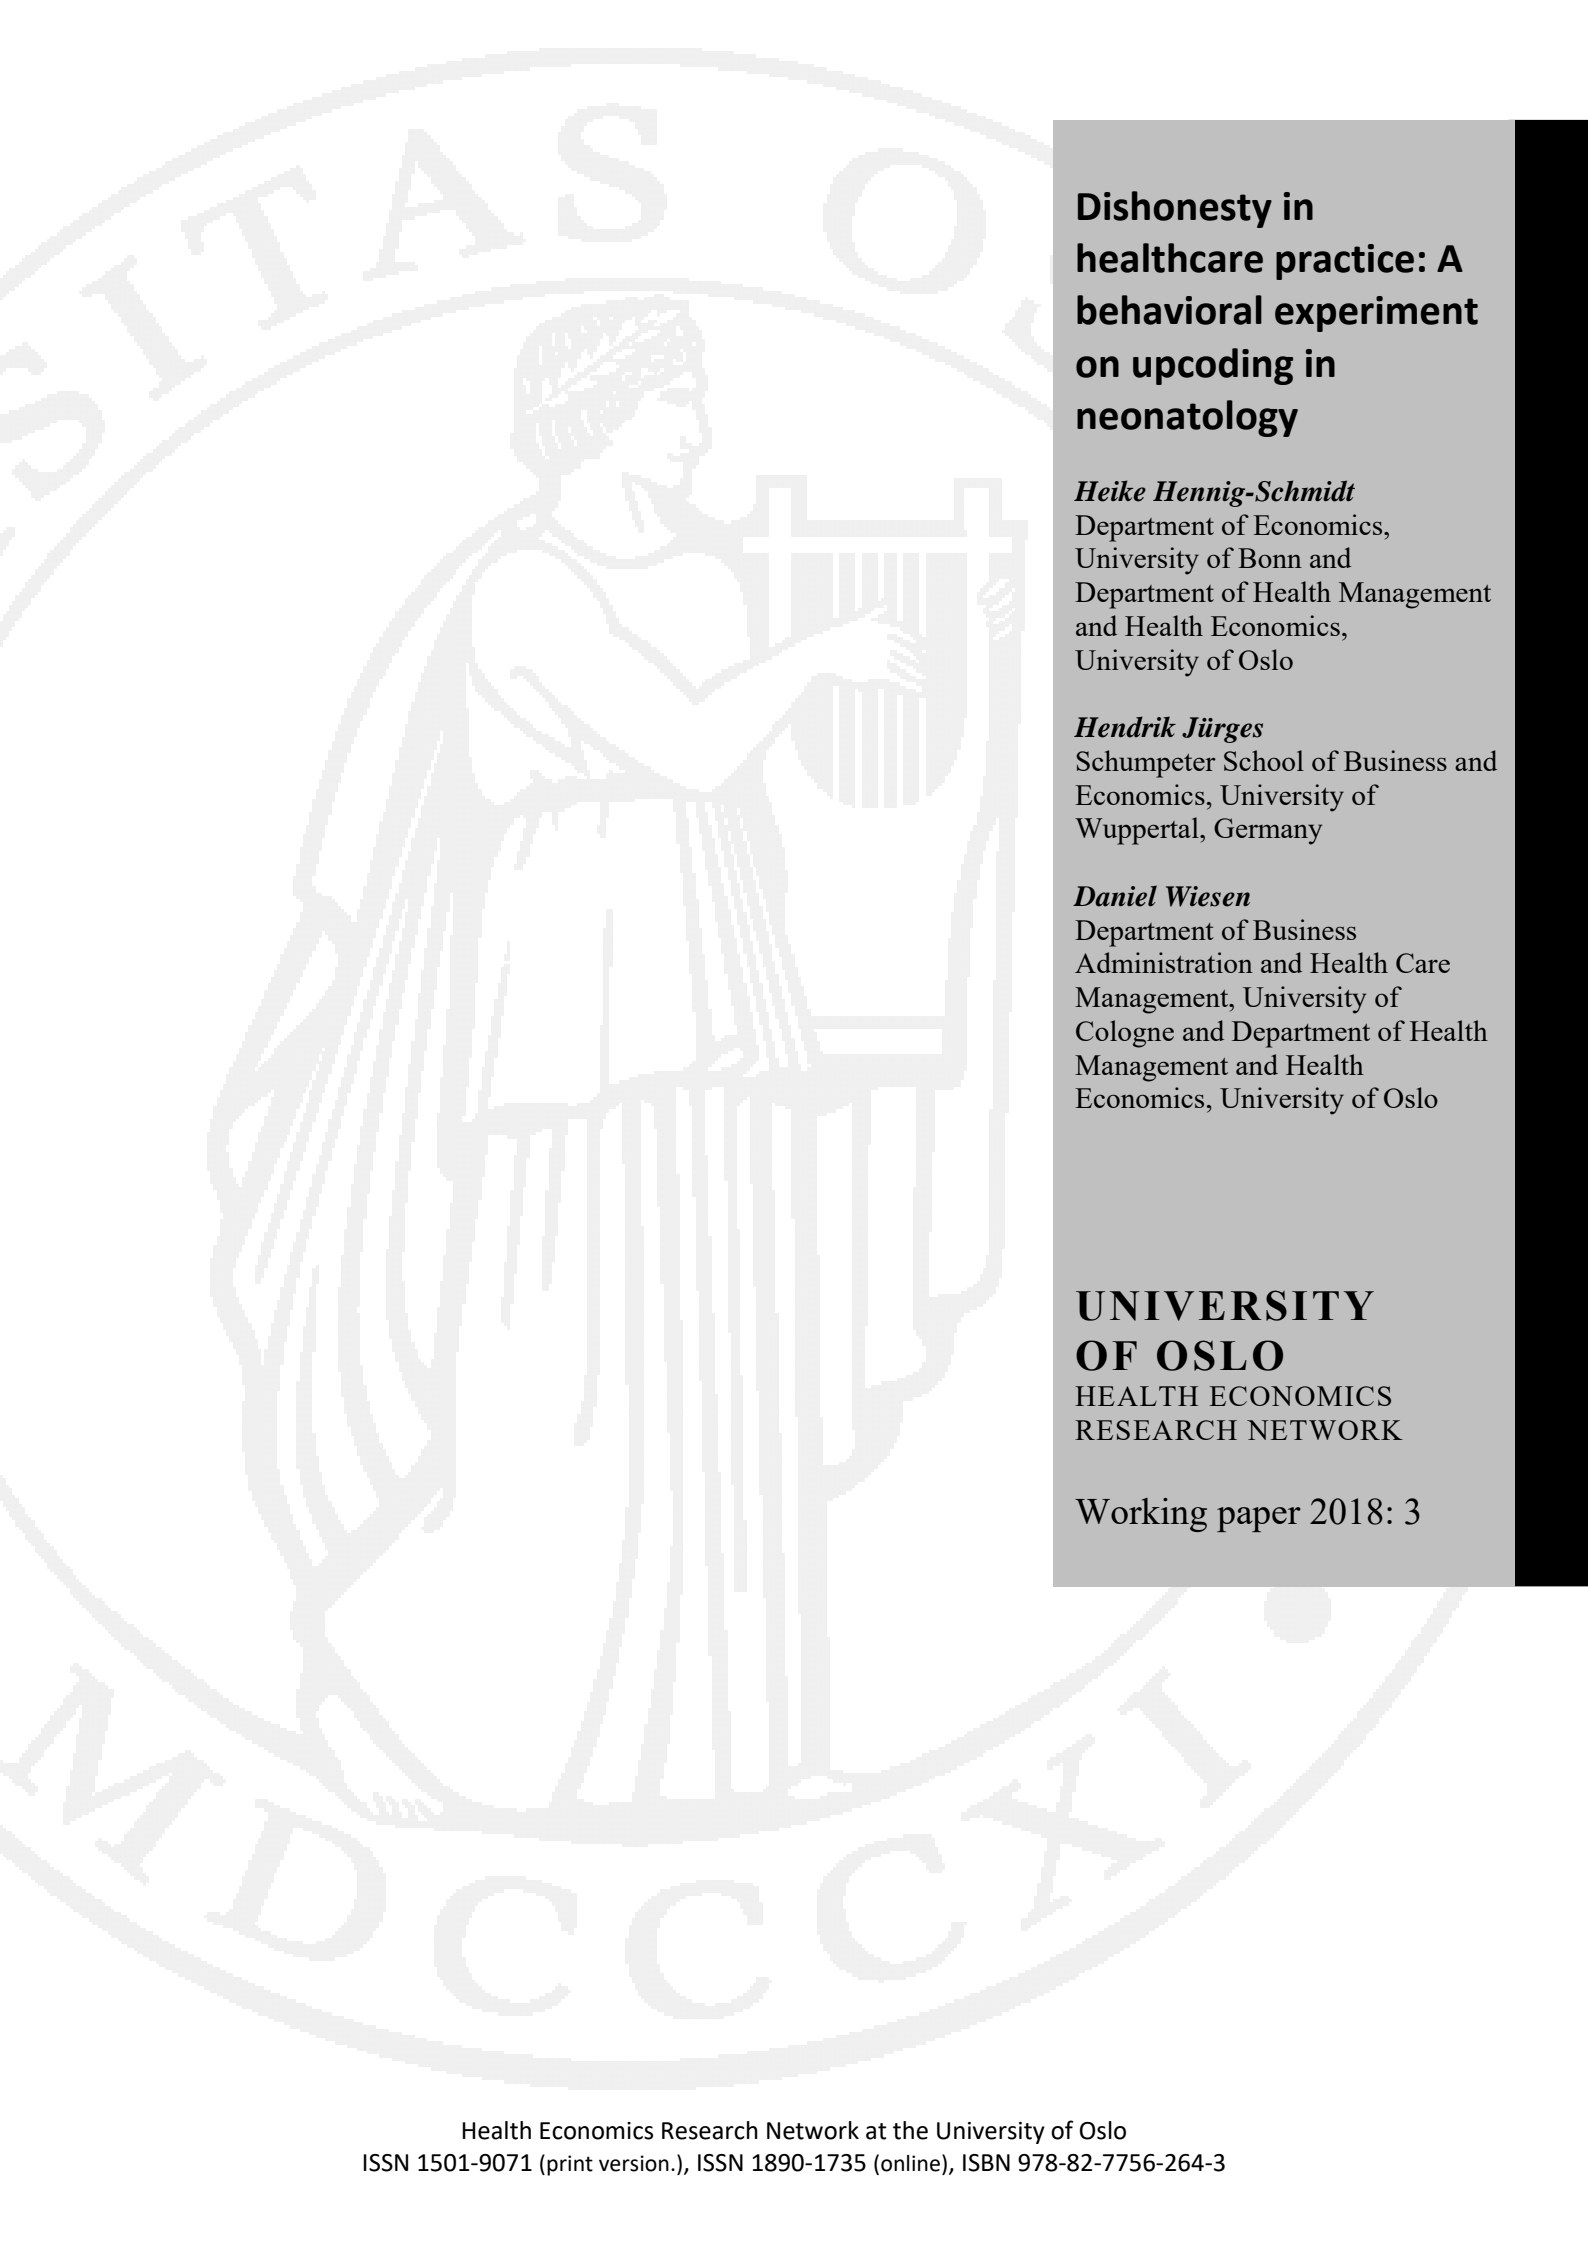 SITAS OS
Dishonesty in
healthcare practice: A
behavioral experiment
on upcoding in
neonatology
Heike Hennig-Schmidt
Department of Economics,
University of Bonn and
Department of Health Management
and Health Economics,
University of Oslo
Hendrik Jürges
Schumpeter School of Business and
Economics, University of
Wuppertal, Germany
Daniel Wiesen
Department of Business
Administration and Health Care
Management, University of
Cologne and Department of Health
Management and Health
Economics, University of Oslo
UNIVERSITY
OF OSLO
HEALTH ECONOMICS
RESEARCH NETWORK
Working paper 2018: 3
MDCCCXI
Health Economics Research Network at the University of Oslo
ISSN 1501-9071 (print version.), ISSN 1890-1735 (online), ISBN 978-82-7756-264-3